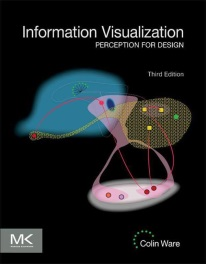 Information Visualization
PERCEPTION FOR DESIGN
Third Edition
MK
Colin Ware